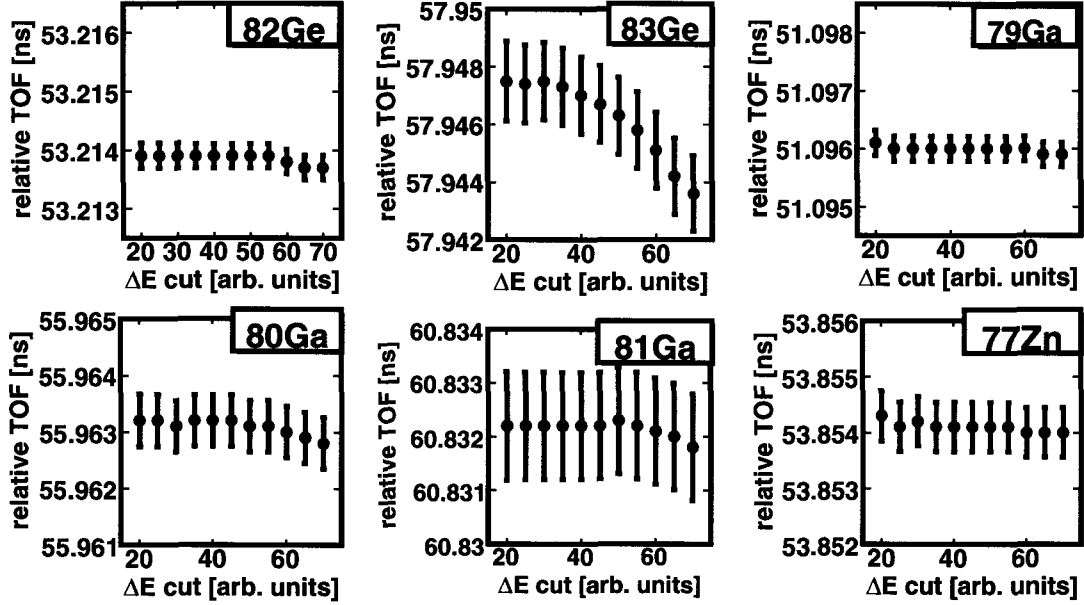 82Ge
53.216
53.215
53.214
53.213
relative TOF [ns]
20 30 40 50 60 70
ΔE cut [arb. units]
83Ge
57.95
57.948
57.946
57.944
57.942
relative TOF [ns]
20 40 60
ΔE cut [arb. units]
79Ga
51.098
51.097
51.096
51.095
relative TOF [ns]
20 40 60
ΔE cut [arbi. units]
80Ga
55.965
55.964
55.963
55.962
55.961
relative TOF [ns]
20 40 60
ΔE cut [arb. units]
81Ga
60.834
60.833
60.832
60.831
60.83
relative TOF [ns]
20 40 60
ΔE cut [arb. units]
77Zn
53.856
53.855
53.854
53.853
53.852
relative TOF [ns]
20 40 60
ΔE cut [arb. units]